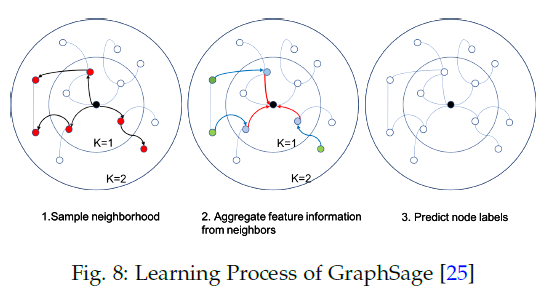 K=1
K=2
K=1
K=2
1.Sample neighborhood
2. Aggregate feature information
from neighbors
3. Predict node labels
Fig. 8: Learning Process of GraphSage [25]